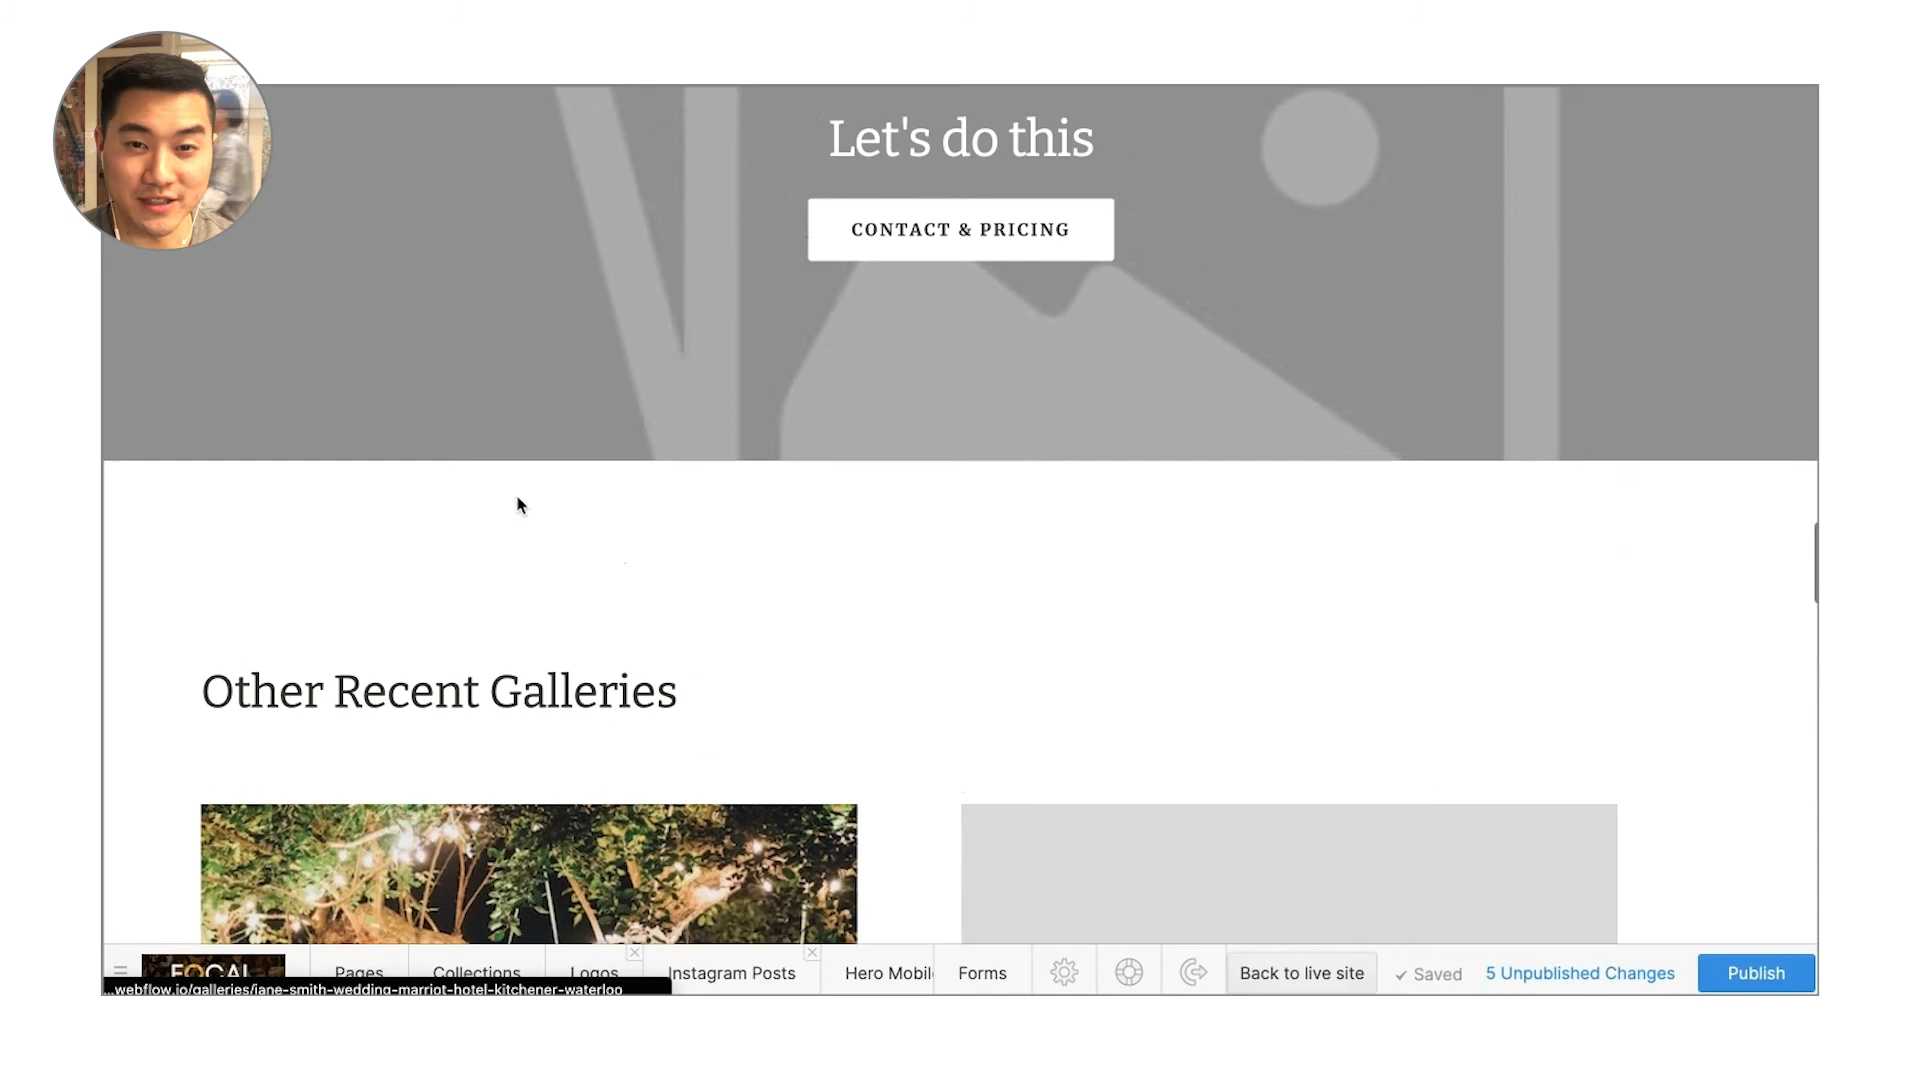 Let's do this
CONTACT & PRICING
Other Recent Galleries
FOCAL
Pages
Collections
Logos
Instagram Posts
Hero Mobil
Forms
Back to live site
✓ Saved
5 Unpublished Changes
Publish
...webflow.io/galleries/jane-smith-wedding-marriot-hotel-kitchener-waterloo